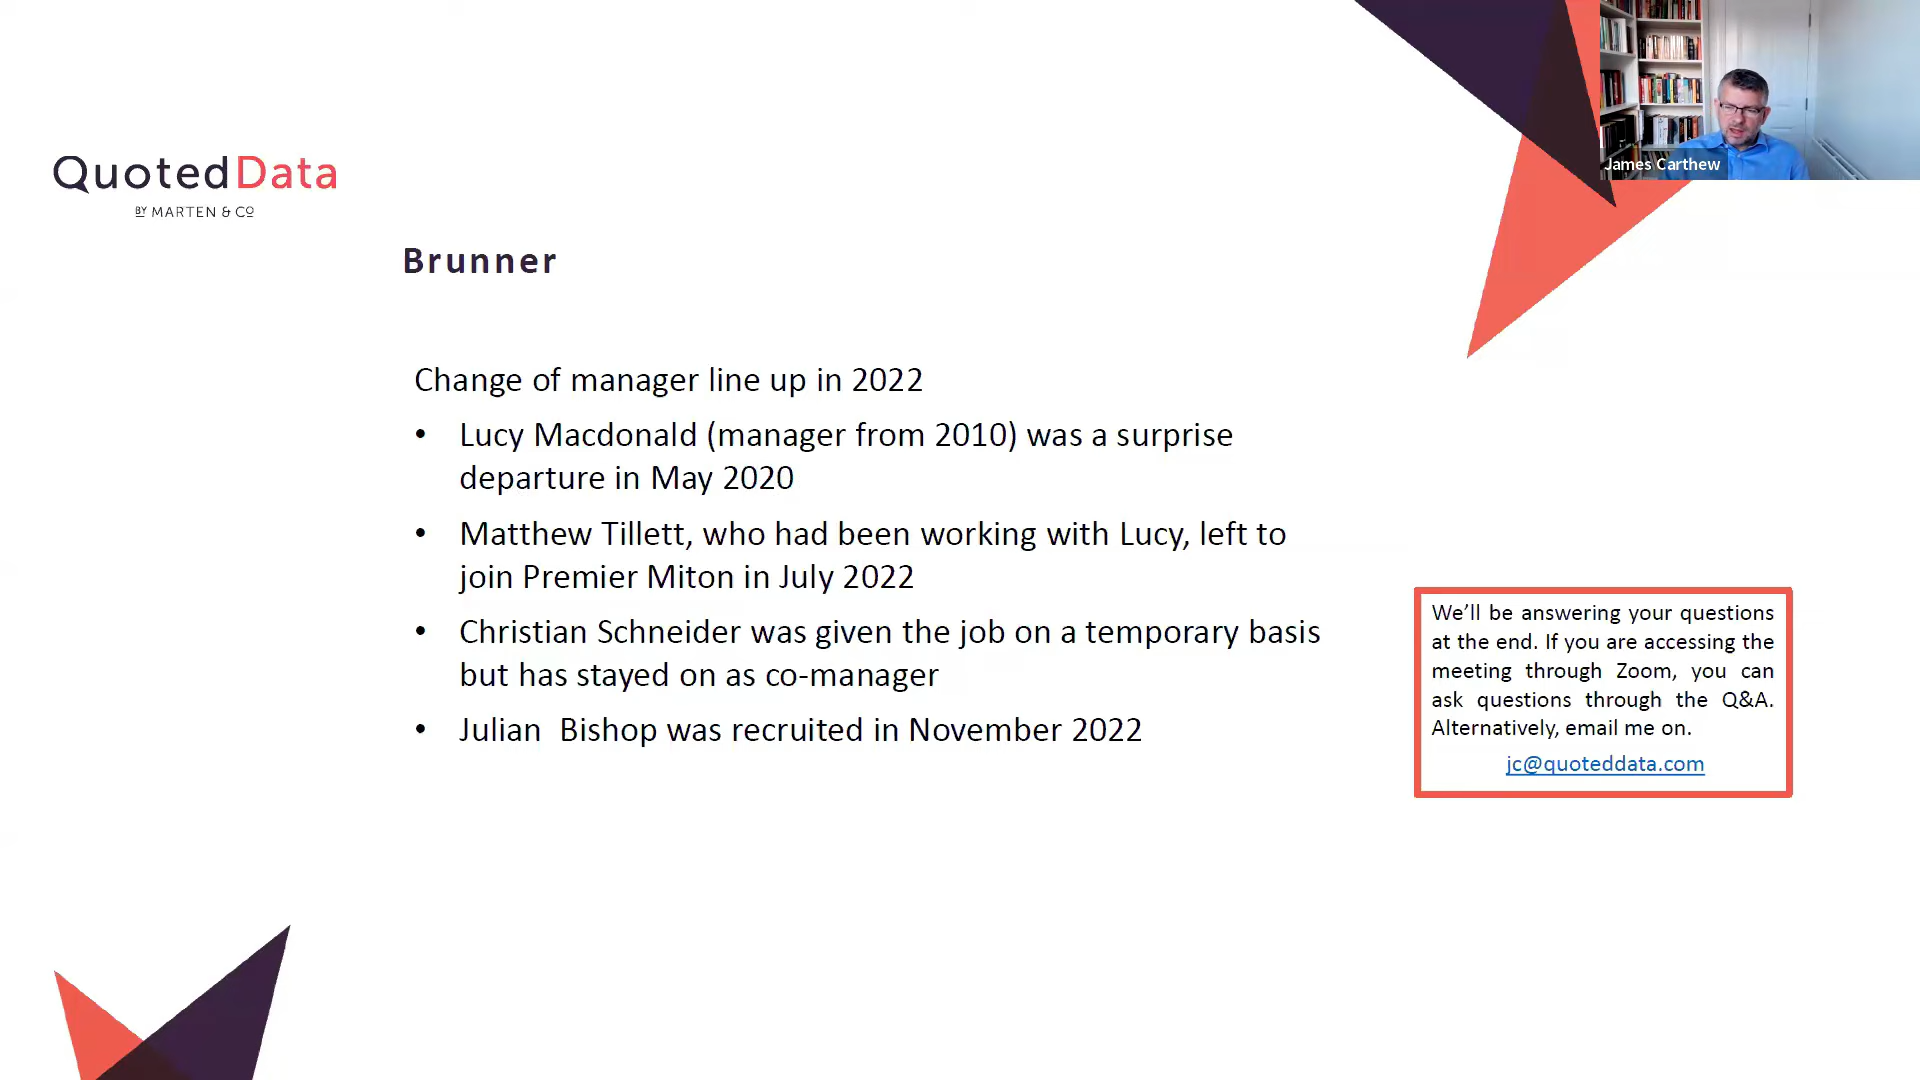 QuotedData
BY MARTEN & CO
James Carthew
Brunner
Change of manager line up in 2022
• Lucy Macdonald (manager from 2010) was a surprise
departure in May 2020
• Matthew Tillett, who had been working with Lucy, left to
join Premier Miton in July 2022
• Christian Schneider was given the job on a temporary basis
but has stayed on as co-manager
• Julian  Bishop was recruited in November 2022
We’ll be answering your questions
at the end. If you are accessing the
meeting through Zoom, you can
ask questions through the Q&A.
Alternatively, email me on.
jc@quoteddata.com